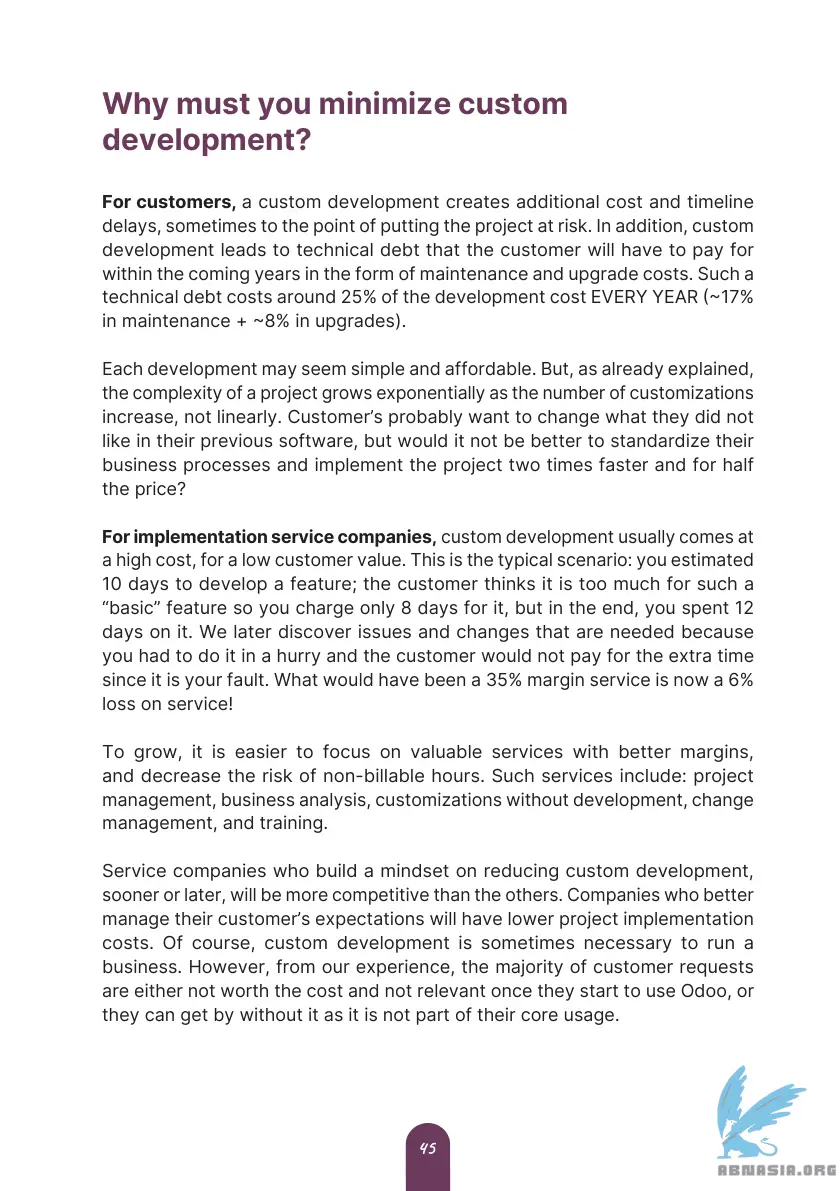 Why must you minimize custom
development?
For customers, a custom development creates additional cost and timeline
delays, sometimes to the point of putting the project at risk. In addition, custom
development leads to technical debt that the customer will have to pay for
within the coming years in the form of maintenance and upgrade costs. Such a
technical debt costs around 25% of the development cost EVERY YEAR (~17%
in maintenance + ~8% in upgrades).
Each development may seem simple and affordable. But, as already explained,
the complexity of a project grows exponentially as the number of customizations
increase, not linearly. Customer’s probably want to change what they did not
like in their previous software, but would it not be better to standardize their
business processes and implement the project two times faster and for half
the price?
For implementation service companies, custom development usually comes at
a high cost, for a low customer value. This is the typical scenario: you estimated
10 days to develop a feature; the customer thinks it is too much for such a
“basic” feature so you charge only 8 days for it, but in the end, you spent 12
days on it. We later discover issues and changes that are needed because
you had to do it in a hurry and the customer would not pay for the extra time
since it is your fault. What would have been a 35% margin service is now a 6%
loss on service!
To grow, it is easier to focus on valuable services with better margins,
and decrease the risk of non-billable hours. Such services include: project
management, business analysis, customizations without development, change
management, and training.
Service companies who build a mindset on reducing custom development,
sooner or later, will be more competitive than the others. Companies who better
manage their customer’s expectations will have lower project implementation
costs. Of course, custom development is sometimes necessary to run a
business. However, from our experience, the majority of customer requests
are either not worth the cost and not relevant once they start to use Odoo, or
they can get by without it as it is not part of their core usage.
45
ABNASIA.ORG